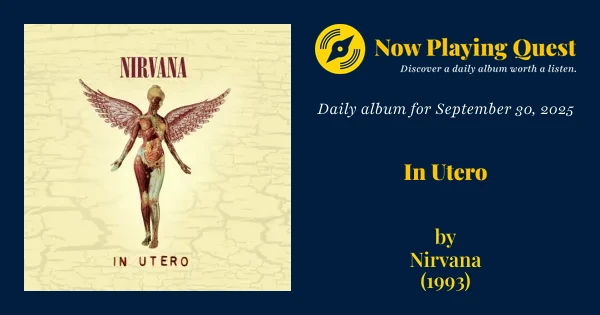 NIRVANA
IN UTERO
Now Playing Quest
Discover a daily album worth a listen.
Daily album for September 30, 2025
In Utero
by
Nirvana
(1993)